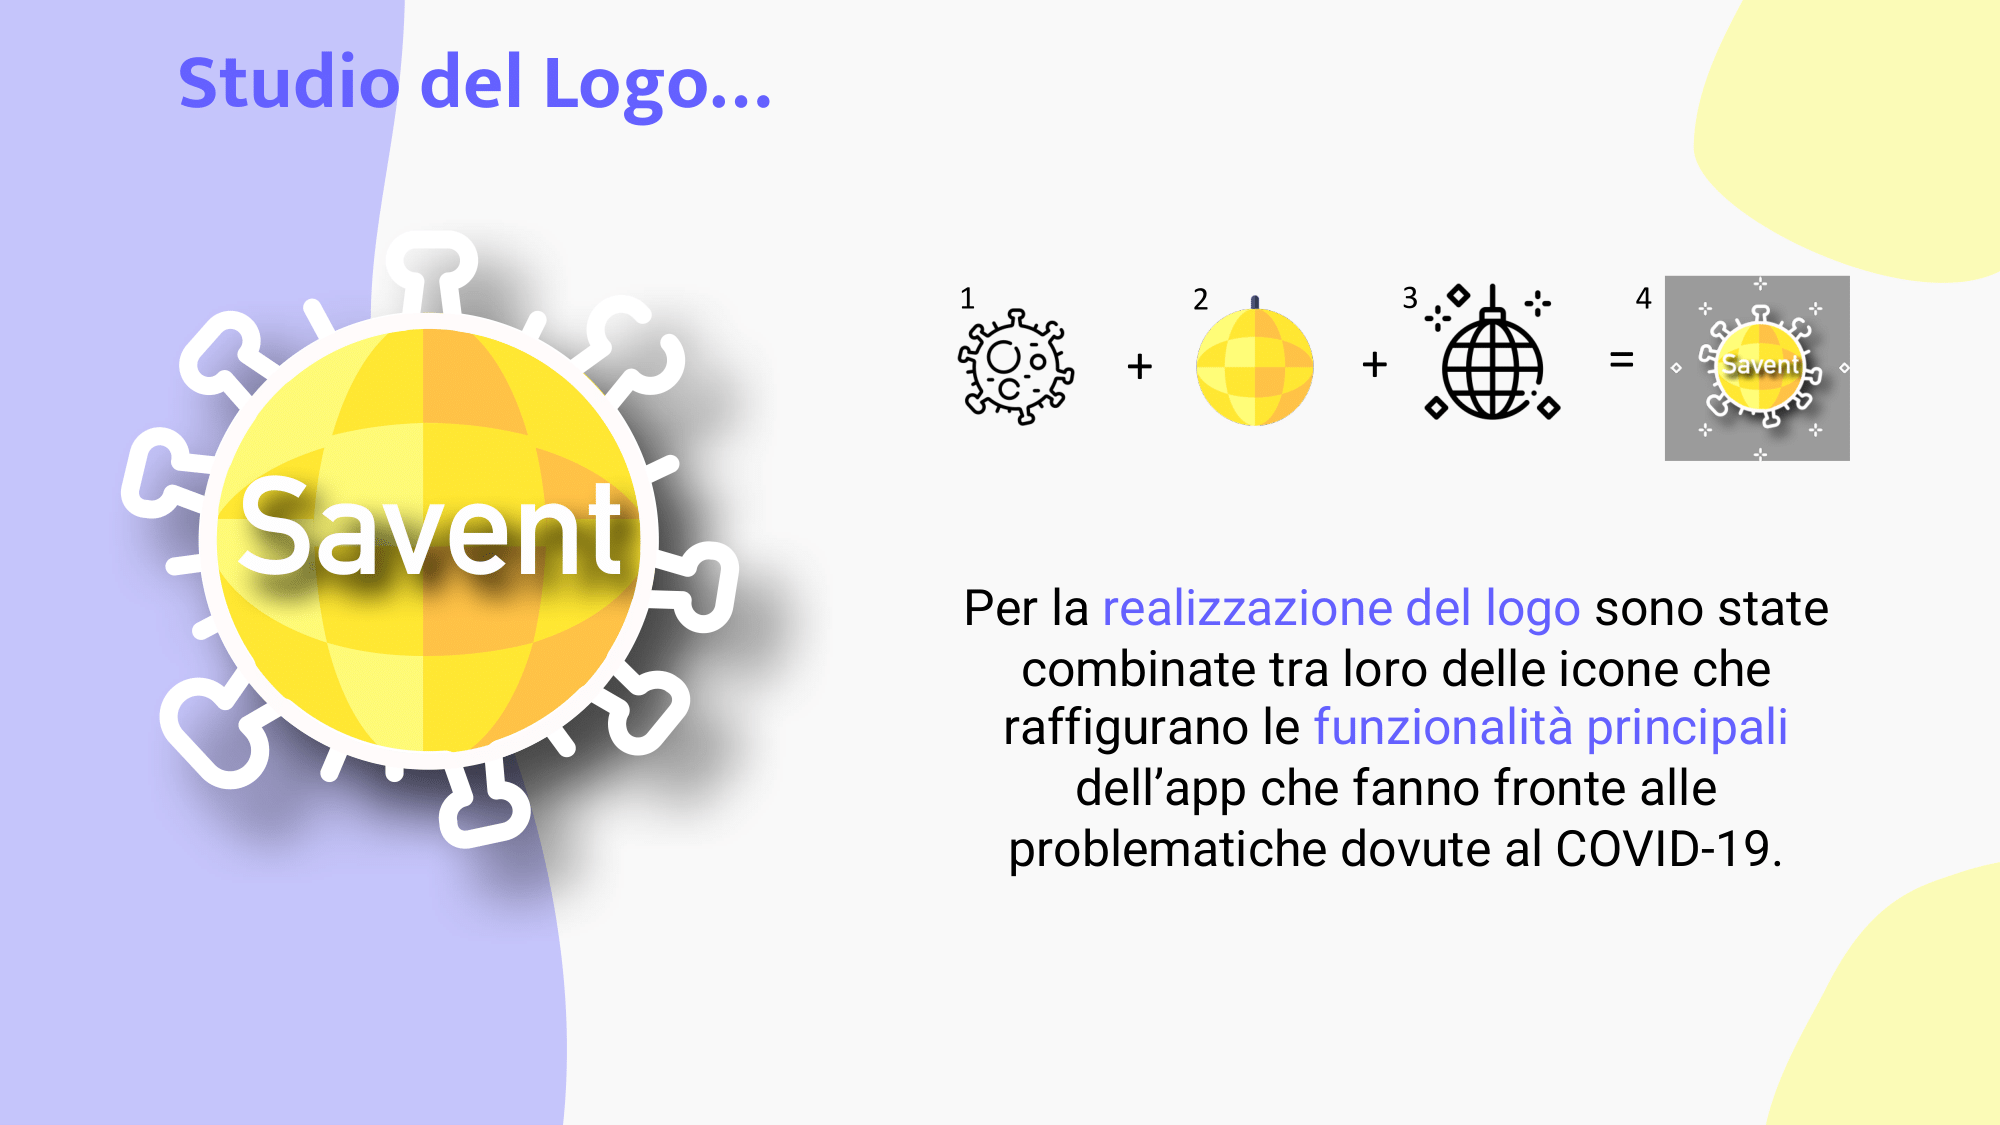 Studio del Logo...
Savent
1
+
2
+
3
=
4
Savent
Per la realizzazione del logo sono state
combinate tra loro delle icone che
raffigurano le funzionalità principali
dell’app che fanno fronte alle
problematiche dovute al COVID-19.